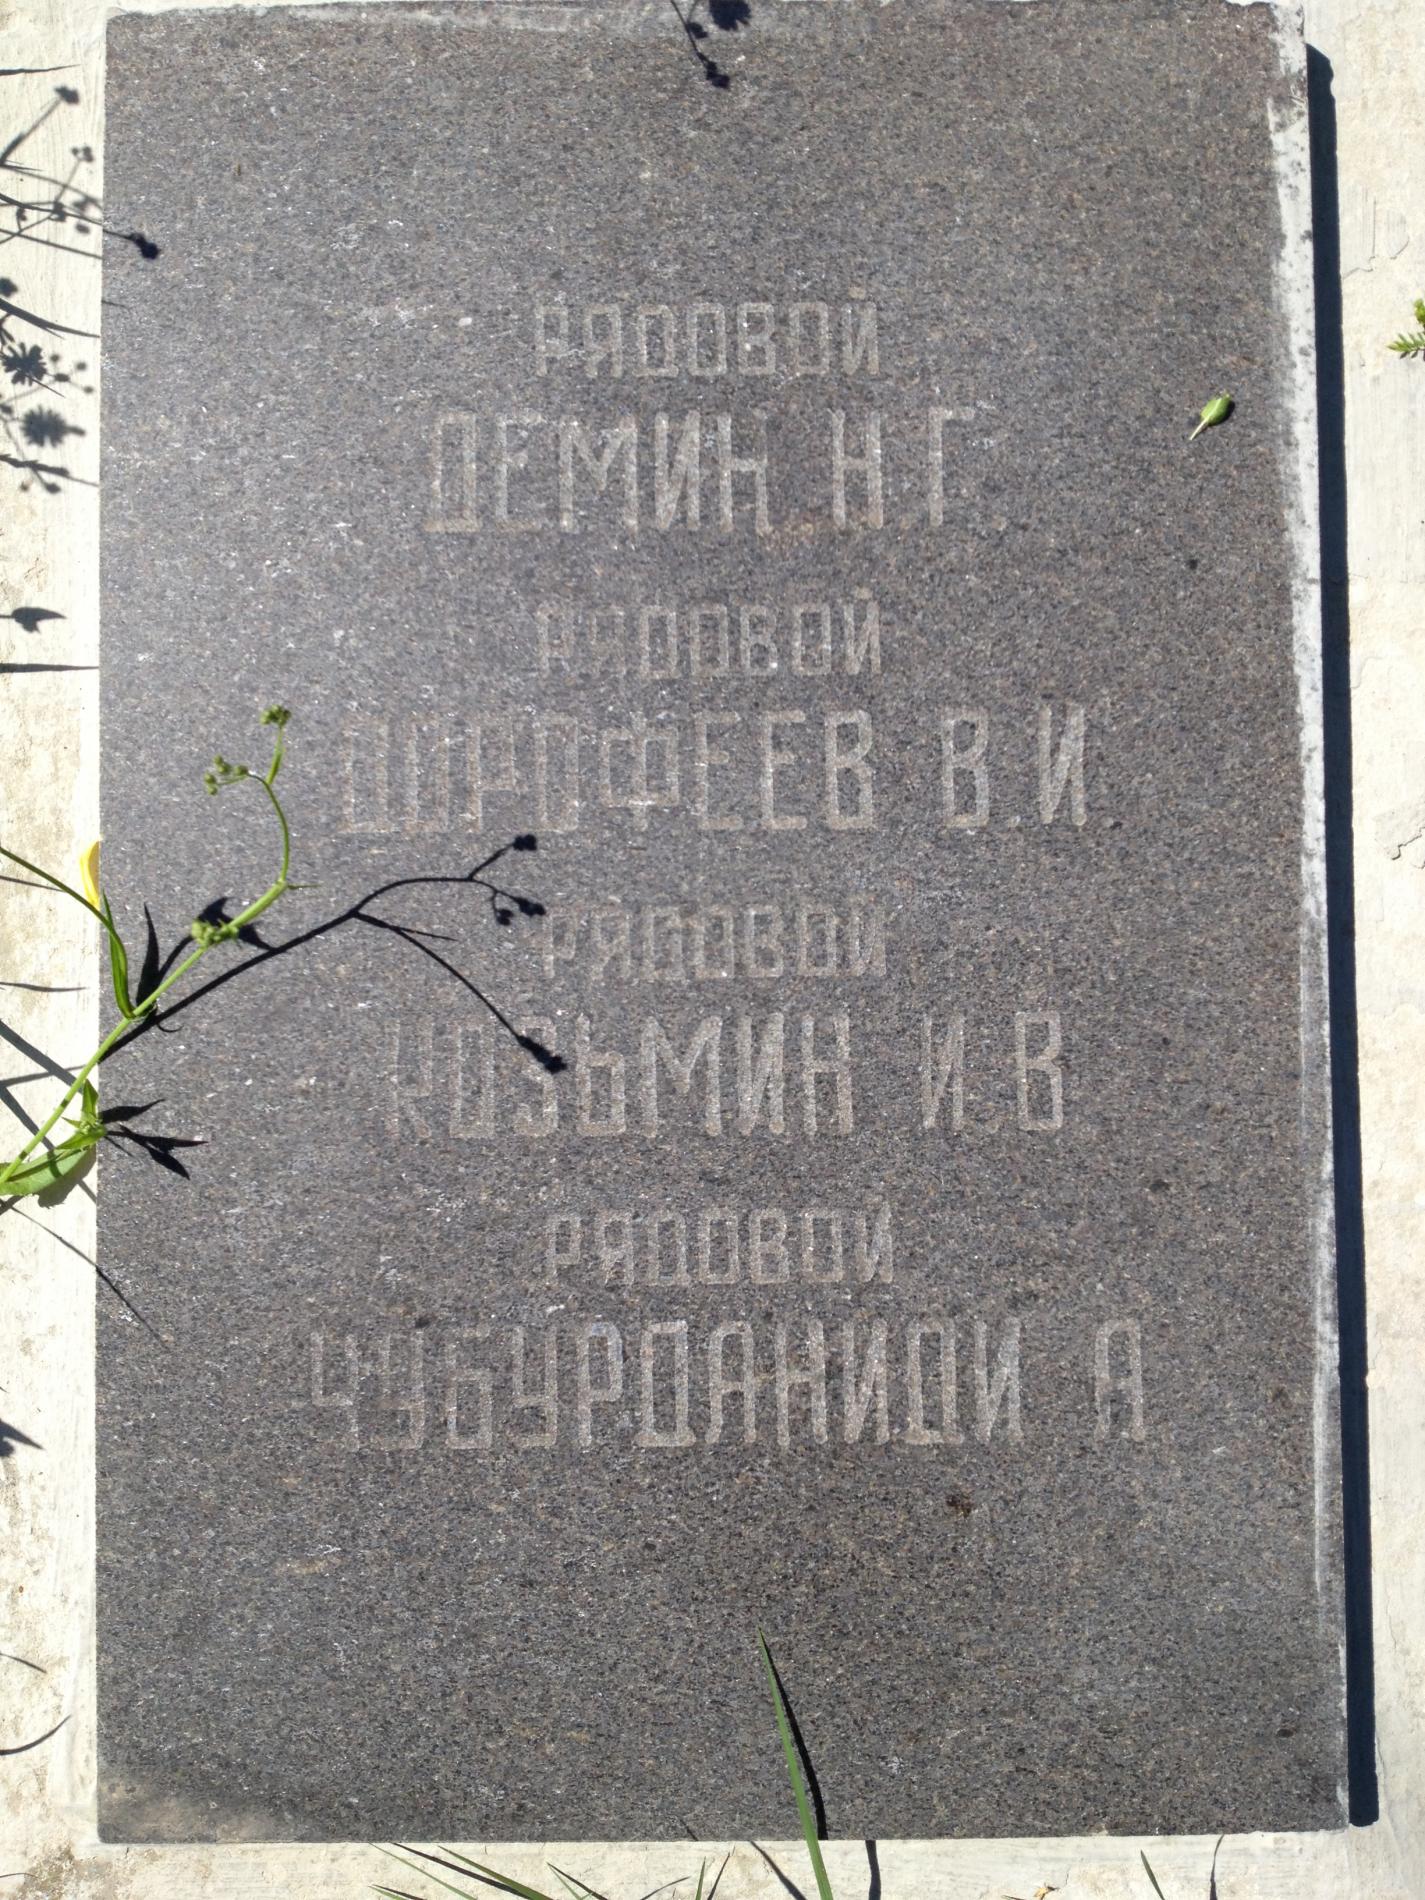 РЯДОВОЙ
ДЕМИН Н Г
РЯДОВОЙ
ДОРОФЕЕВ В.И
РЯДОВОЙ
КОЗЬМИН И.В
РЯДОВОЙ
ЧУБУРДАНИДИ А.